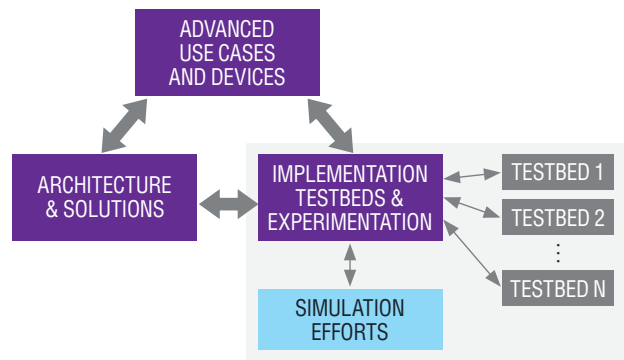 ADVANCED
USE CASES
AND DEVICES
ARCHITECTURE
& SOLUTIONS
IMPLEMENTATION
TESTBEDS &
EXPERIMENTATION
TESTBED 1
TESTBED 2
⋮
TESTBED N
SIMULATION
EFFORTS